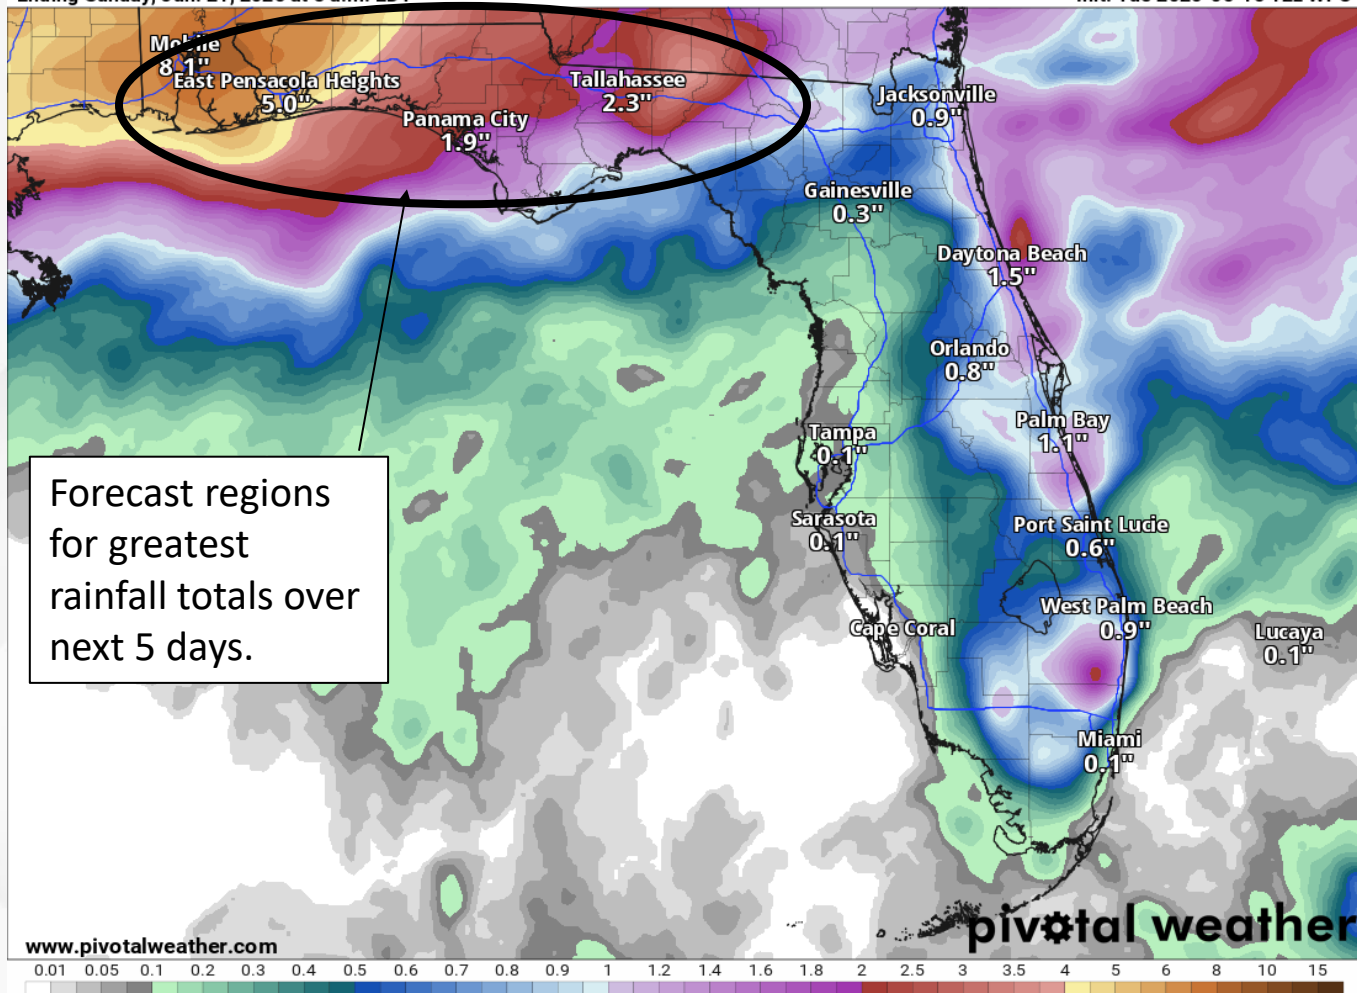 Mobile
8.1"
East Pensacola Heights
5.0"
Tallahassee
2.3"
Panama City
1.9"
Jacksonville
0.9"
Gainesville
0.3"
Daytona Beach
1.5"
Orlando
0.8"
Palm Bay
1.1"
Tampa
0.1"
Sarasota
0.1"
Port Saint Lucie
0.6"
West Palm Beach
0.9"
Cape Coral
Lucaya
0.1"
Miami
0.1"
Forecast regions
for greatest
rainfall totals over
next 5 days.
pivotal weather
www.pivotalweather.com
0.01 0.05 0.1 0.2 0.3 0.4 0.5 0.6 0.7 0.8 0.9 1 1.2 1.4 1.6 1.8 2 2.5 3 3.5 4 5 6 8 10 15